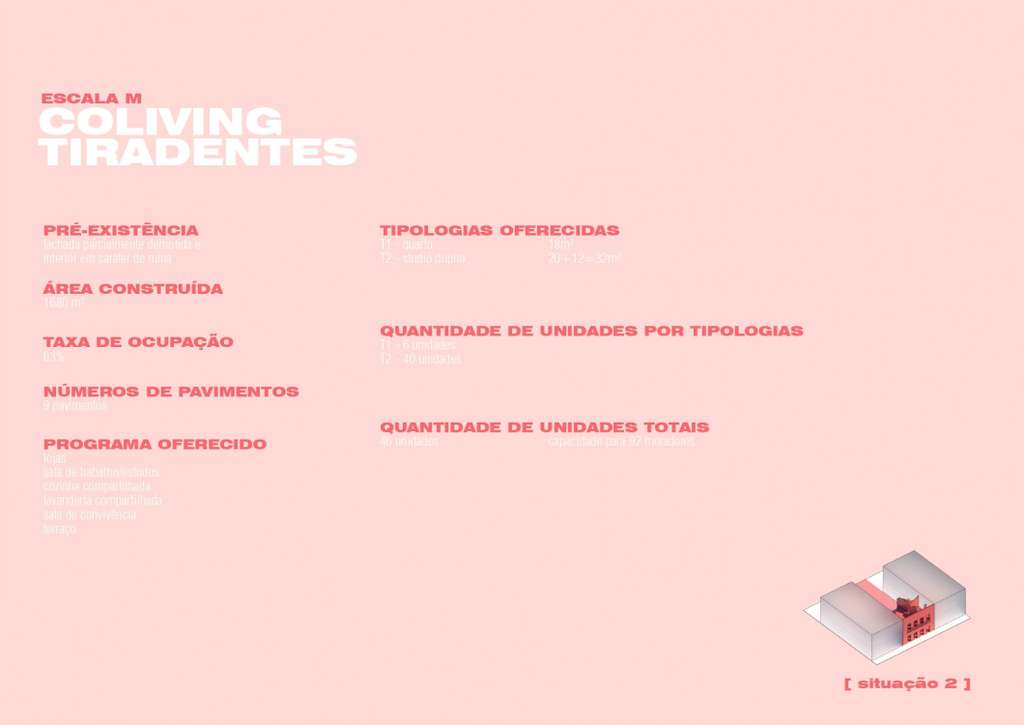 ESCALA M
COLIVING
TIRADENTES
PRÉ-EXISTÊNCIA
fachada parcialmente demolida e
interior em caráter de ruína
ÁREA CONSTRUÍDA
1680 m²
TAXA DE OCUPAÇÃO
83%
NÚMEROS DE PAVIMENTOS
9 pavimentos
PROGRAMA OFERECIDO
lojas
sala de trabalho/estudos
cozinha compartilhada
lavanderia compartilhada
sala de convivência
terraço
TIPOLOGIAS OFERECIDAS
T1 - quarto 18m²
T2 - studio duplo 20+12=32m²
QUANTIDADE DE UNIDADES POR TIPOLOGIAS
T1 - 6 unidades
T2 - 40 unidades
QUANTIDADE DE UNIDADES TOTAIS
46 unidades capacidade para 92 moradores
[ situação 2 ]